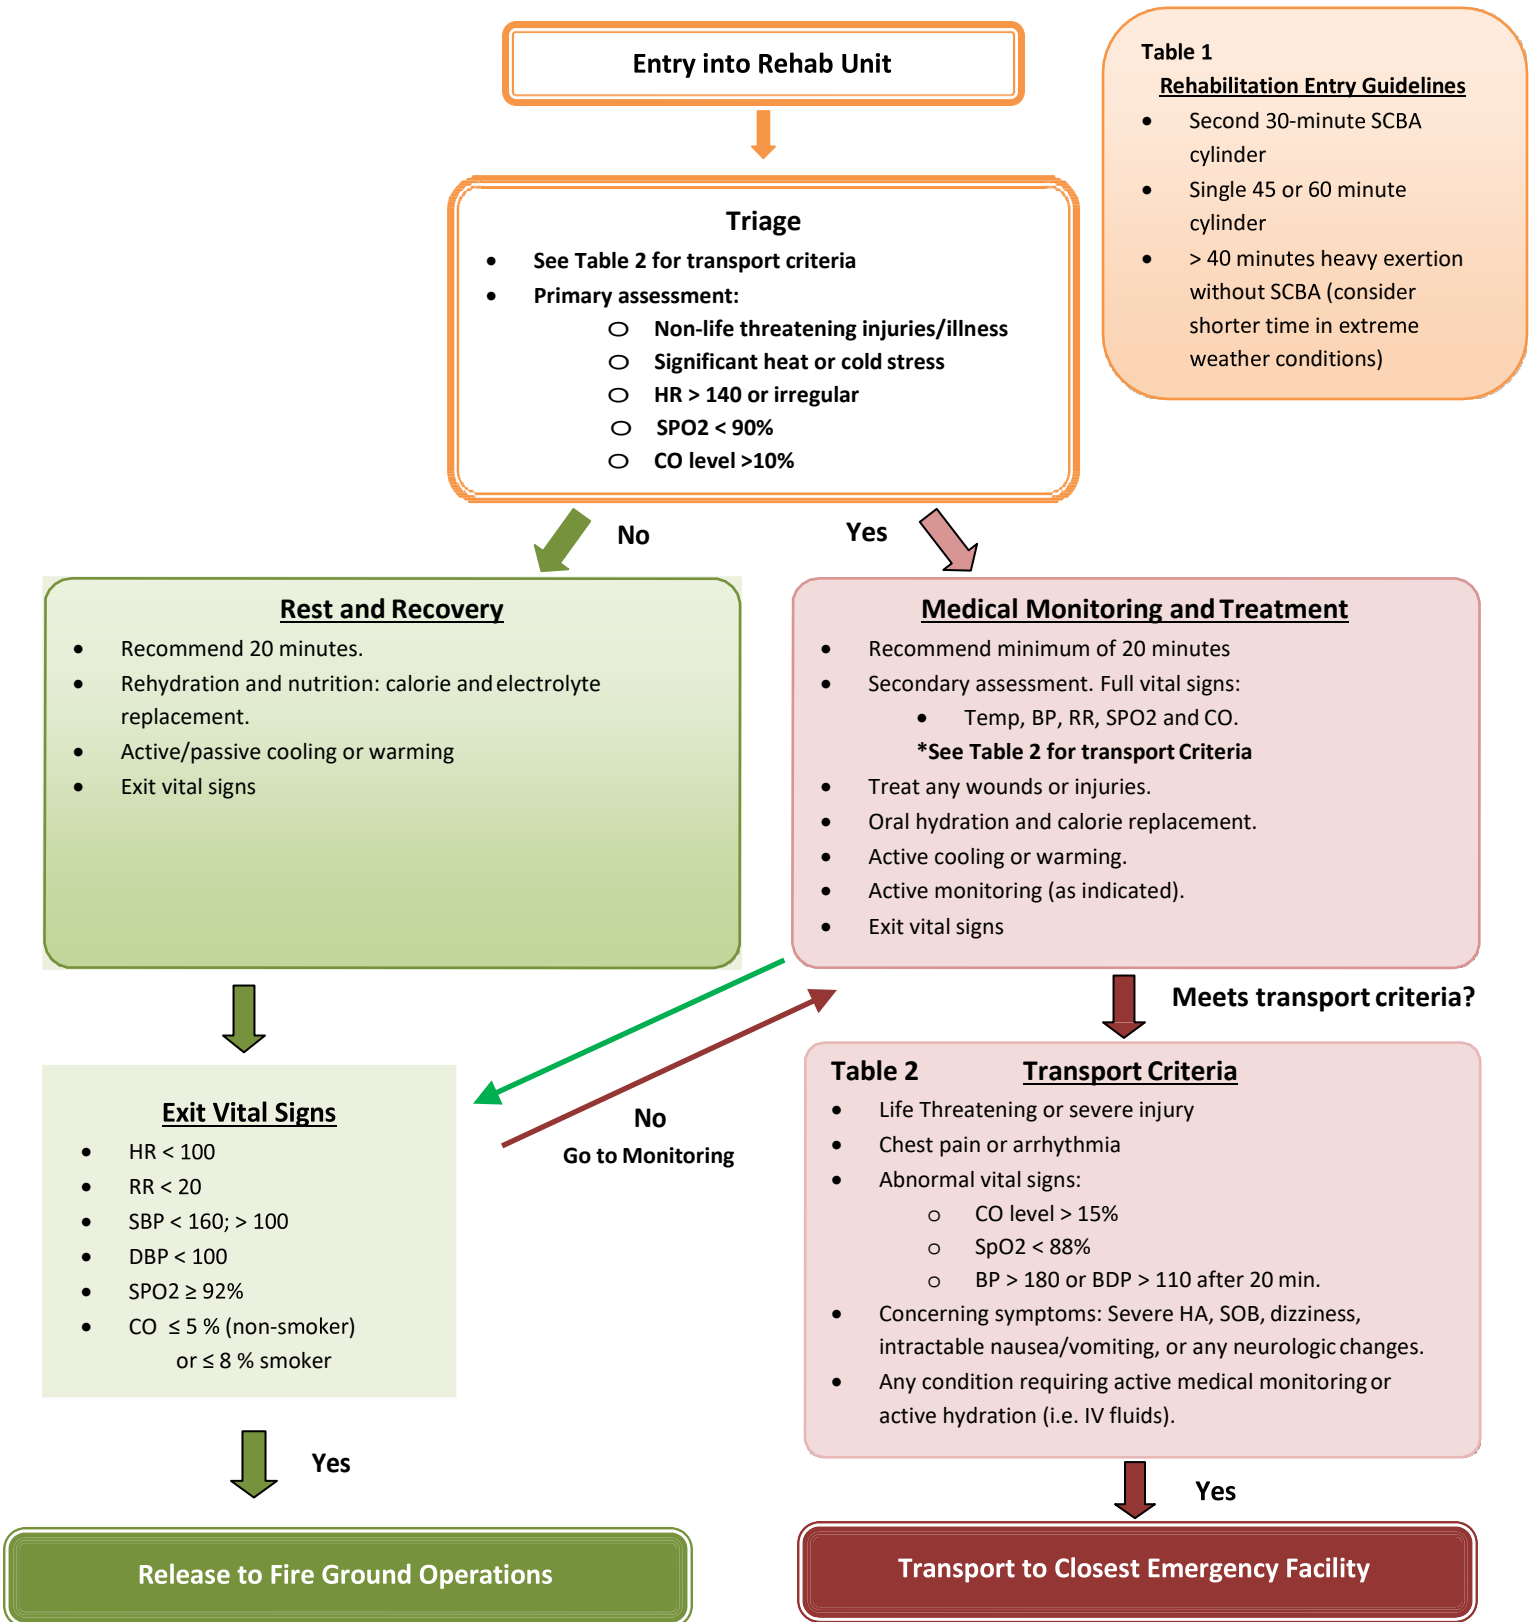 Entry into Rehab Unit
Table 1
Rehabilitation Entry Guidelines
• Second 30-minute SCBA
cylinder
• Single 45 or 60 minute
cylinder
• > 40 minutes heavy exertion
without SCBA (consider
shorter time in extreme
weather conditions)
Triage
• See Table 2 for transport criteria
• Primary assessment:
o Non-life threatening injuries/illness
o Significant heat or cold stress
o HR > 140 or irregular
o SPO2 < 90%
o CO level >10%
No
Yes
Rest and Recovery
• Recommend 20 minutes.
• Rehydration and nutrition: calorie and electrolyte
replacement.
• Active/passive cooling or warming
• Exit vital signs
Medical Monitoring and Treatment
• Recommend minimum of 20 minutes
• Secondary assessment. Full vital signs:
• Temp, BP, RR, SPO2 and CO.
*See Table 2 for transport Criteria
• Treat any wounds or injuries.
• Oral hydration and calorie replacement.
• Active cooling or warming.
• Active monitoring (as indicated).
• Exit vital signs
Meets transport criteria?
Exit Vital Signs
• HR < 100
• RR < 20
• SBP < 160; > 100
• DBP < 100
• SPO2 ≥ 92%
• CO ≤ 5 % (non-smoker)
or ≤ 8 % smoker
No
Go to Monitoring
Table 2 Transport Criteria
• Life Threatening or severe injury
• Chest pain or arrhythmia
• Abnormal vital signs:
o CO level > 15%
o SpO2 < 88%
o BP > 180 or BDP > 110 after 20 min.
• Concerning symptoms: Severe HA, SOB, dizziness,
intractable nausea/vomiting, or any neurologic changes.
• Any condition requiring active medical monitoring or
active hydration (i.e. IV fluids).
Yes
Yes
Release to Fire Ground Operations
Transport to Closest Emergency Facility